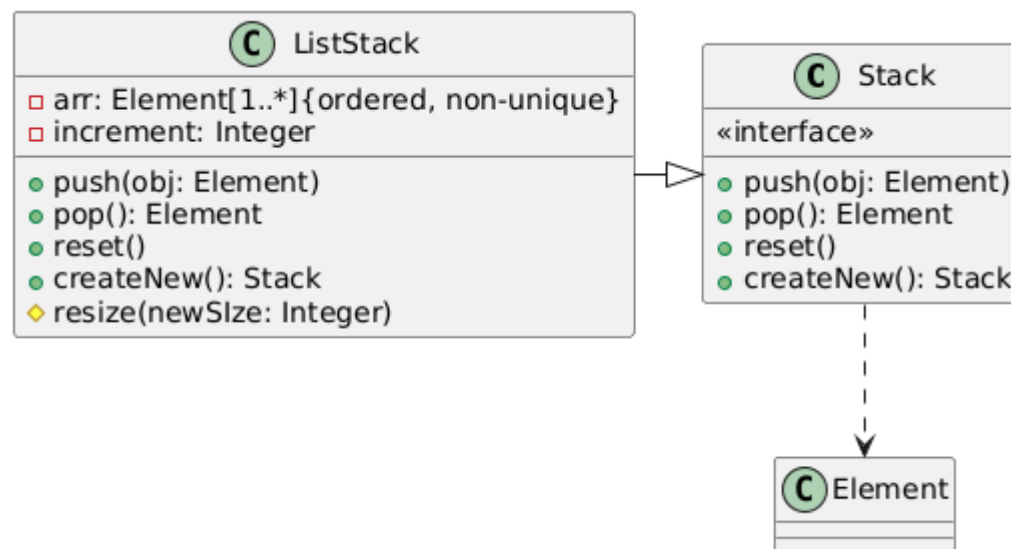 C ListStack
arr: Element[1..*]{ordered, non-unique}
increment: Integer
push(obj: Element)
pop(): Element
reset()
createNew(): Stack
resize(newSIze: Integer)
C Stack
«interface»
push(obj: Element)
pop(): Element
reset()
createNew(): Stack
C Element